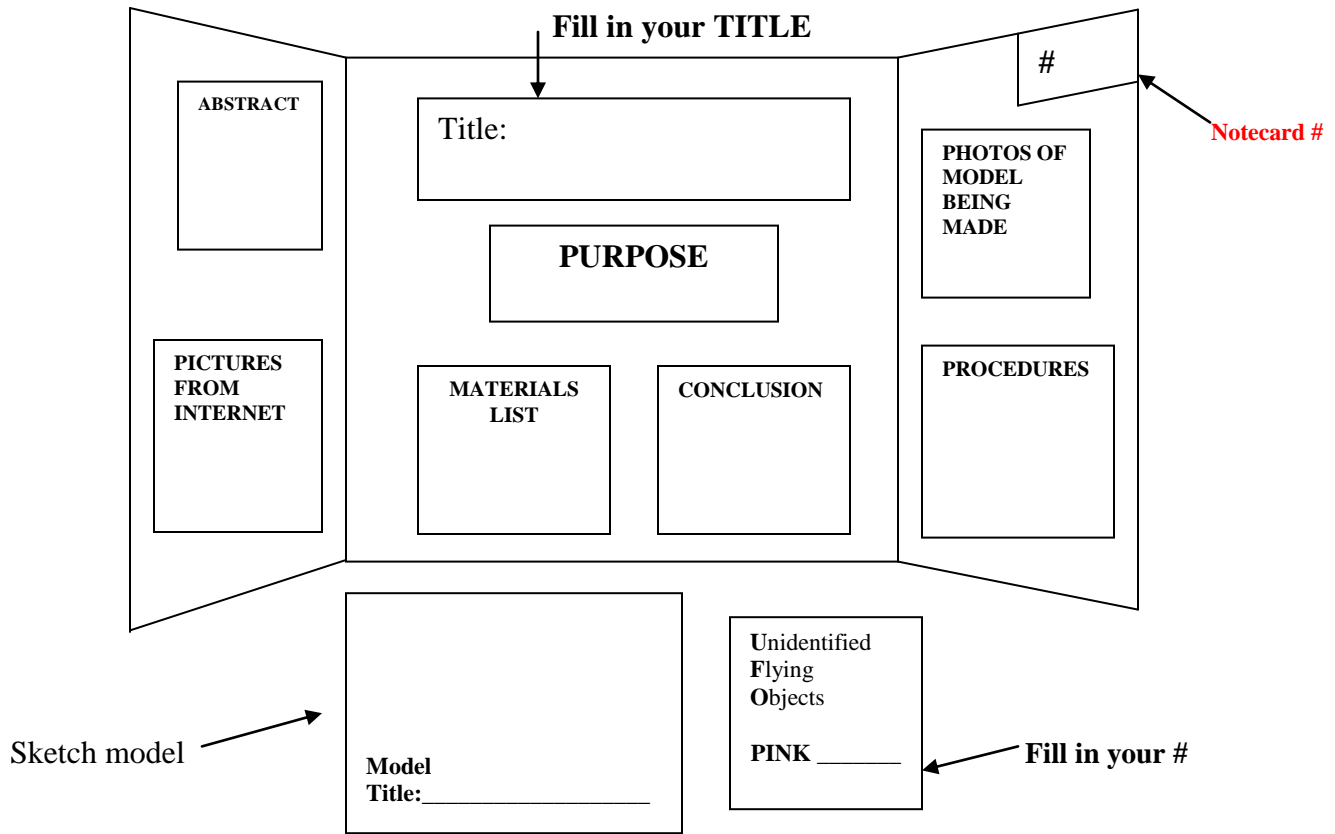 Fill in your TITLE
#
Notecard #
ABSTRACT
Title:
PHOTOS OF
MODEL
BEING
MADE
PURPOSE
PICTURES
FROM
INTERNET
MATERIALS
LIST
CONCLUSION
PROCEDURES
Sketch model
Model
Title:___________________
Unidentified
Flying
Objects
PINK _______
Fill in your #